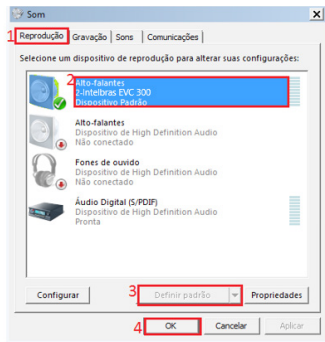 Som
1 Reprodução Gravação Sons Comunicações
Selecione um dispositivo de reprodução para alterar suas configurações:
2 Alto-falantes
2-Intelbras EVC 300
Dispositivo Padrão
Alto-falantes
Dispositivo de High Definition Audio
Não conectado
Fones de ouvido
Dispositivo de High Definition Audio
Não conectado
Áudio Digital (S/PDIF)
Dispositivo de High Definition Audio
Pronta
Configurar 3 Definir padrão Propriedades
4 OK Cancelar Aplicar